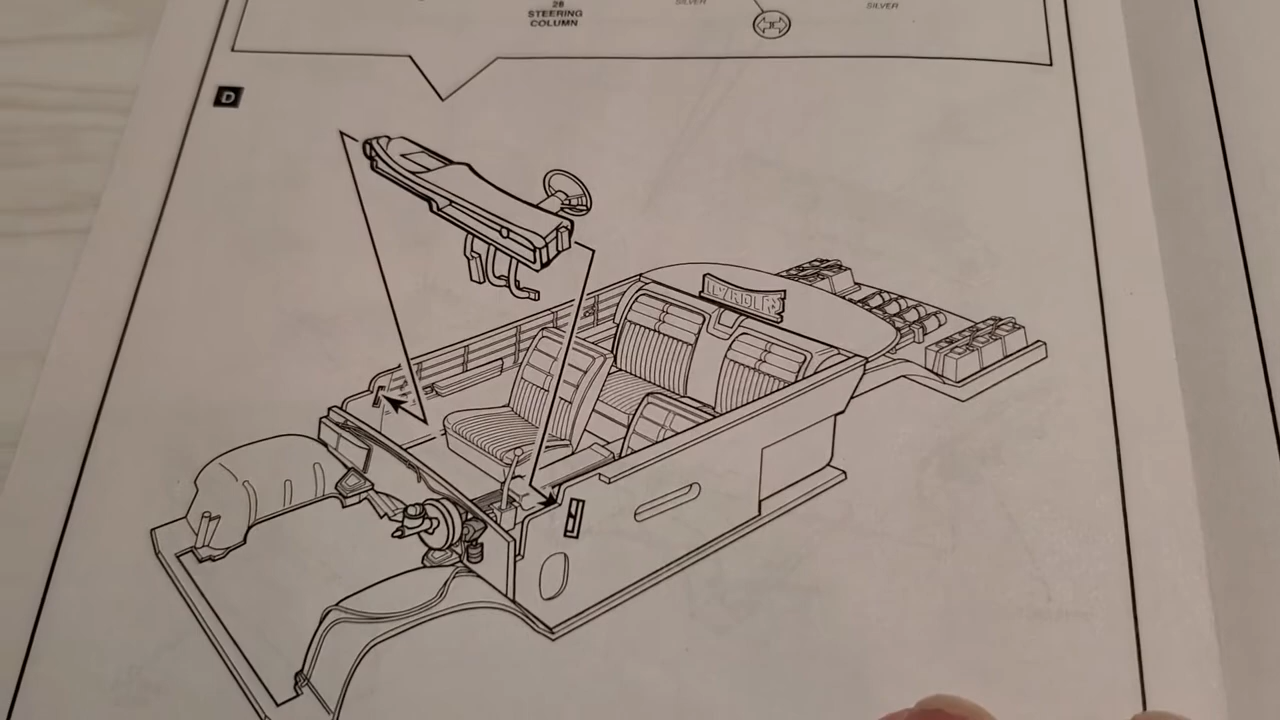 28
STEERING
COLUMN
SILVER
SILVER
D